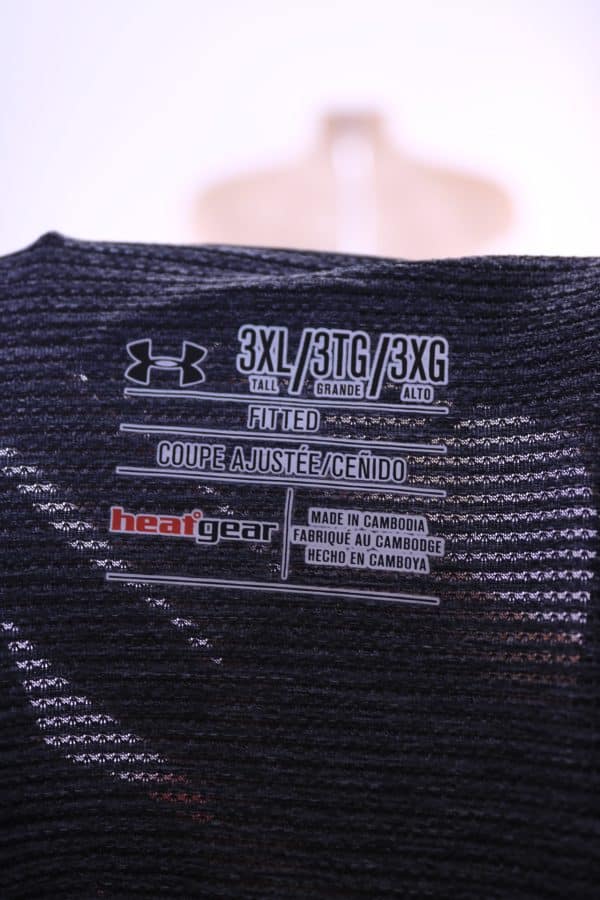 3XL/3TG/3XG
TALL GRANDE ALTO
FITTED
COUPE AJUSTÉE/CEÑIDO
heatgear
MADE IN CAMBODIA
FABRIQUÉ AU CAMBODGE
HECHO EN CAMBOYA